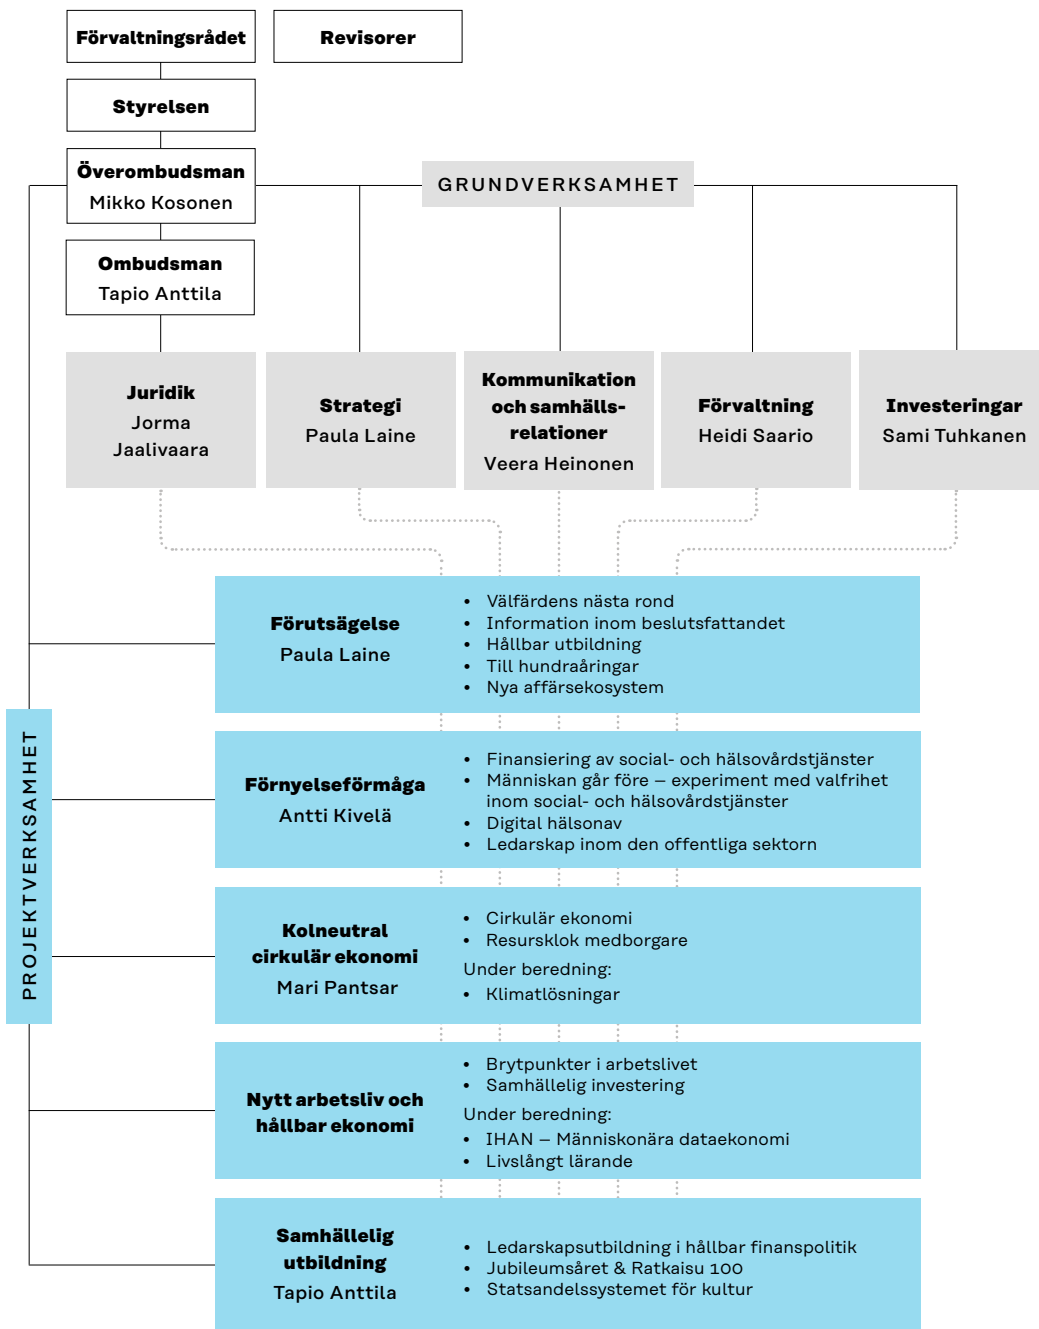 Förvaltningsrådet
Revisorer
Styrelsen
Överombudsman
Mikko Kosonen
GRUNDVERKSAMHET
Ombudsman
Tapio Anttila
Juridik
Jorma
Jaalivaara
Strategi
Paula Laine
Kommunikation
och samhälls-
relationer
Veera Heinonen
Förvaltning
Heidi Saario
Investeringar
Sami Tuhkanen
PROJEKTVERKSAMHET
Förutsägelse
Paula Laine
• Välfärdens nästa rond
• Information inom beslutsfattandet
• Hållbar utbildning
• Till hundraåringar
• Nya affärsekosystem
Förnyelseförmåga
Antti Kivelä
• Finansiering av social- och hälsovårdstjänster
• Människan går före – experiment med valfrihet
inom social- och hälsovårdstjänster
• Digital hälsonav
• Ledarskap inom den offentliga sektorn
Kolneutral
cirkulär ekonomi
Mari Pantsar
• Cirkulär ekonomi
• Resursklok medborgare
Under beredning:
• Klimatlösningar
Nytt arbetsliv och
hållbar ekonomi
• Brytpunkter i arbetslivet
• Samhällelig investering
Under beredning:
• IHAN – Människonära dataekonomi
• Livslångt lärande
Samhällelig
utbildning
Tapio Anttila
• Ledarskapsutbildning i hållbar finanspolitik
• Jubileumsåret & Ratkaisu 100
• Statsandelssystemet för kultur